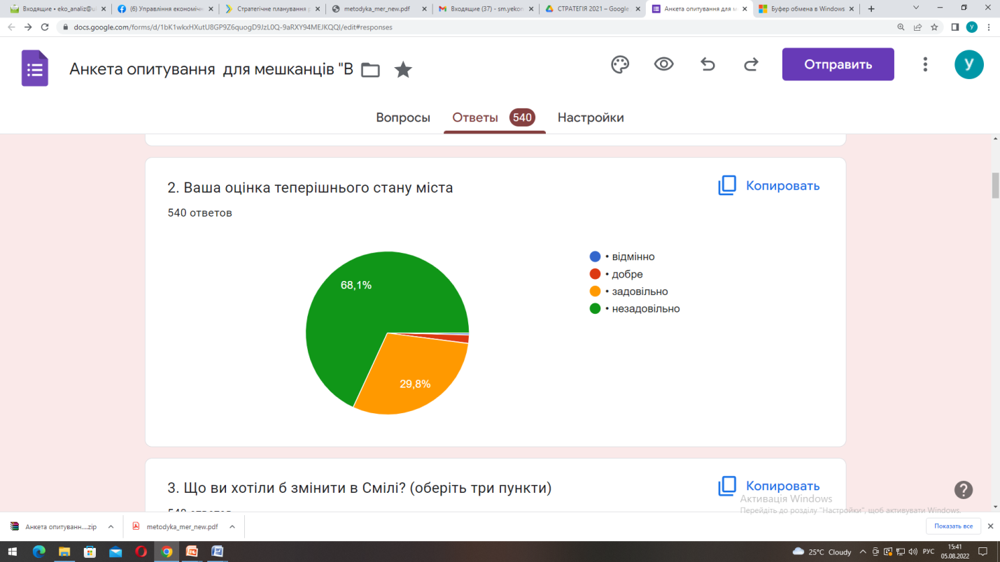 Входящие • eko_analiz@u
(6) Управління економічн
Стратегічне планування р
metodyka_mer_new.pdf
Входящие (37) - sm.yekon
СТРАТЕГІЯ 2021 – Google
Анкета опитування для м
Буфер обмена в Windows
docs.google.com/forms/d/1bK1wkxHXutU8GP9Z6quogD9JzL0Q-9aRXY94MEJKQQI/edit#responses
У
Анкета опитування для мешканців "В
Отправить
У
Вопросы
Ответы 540
Настройки
2. Ваша оцінка теперішнього стану міста
Копировать
540 ответов
• відмінно
• добре
• задовільно
• незадовільно
68,1%
29,8%
3. Що ви хотіли б змінити в Смілі? (оберіть три пункти)
Копировать
540 ответов
Активація Windows
Перейдіть до розділу "Настройки", щоб активувати Windows.
Анкета опитуванн....zip
metodyka_mer_new.pdf
Показать все
25°C Cloudy
РУС
15:41
05.08.2022